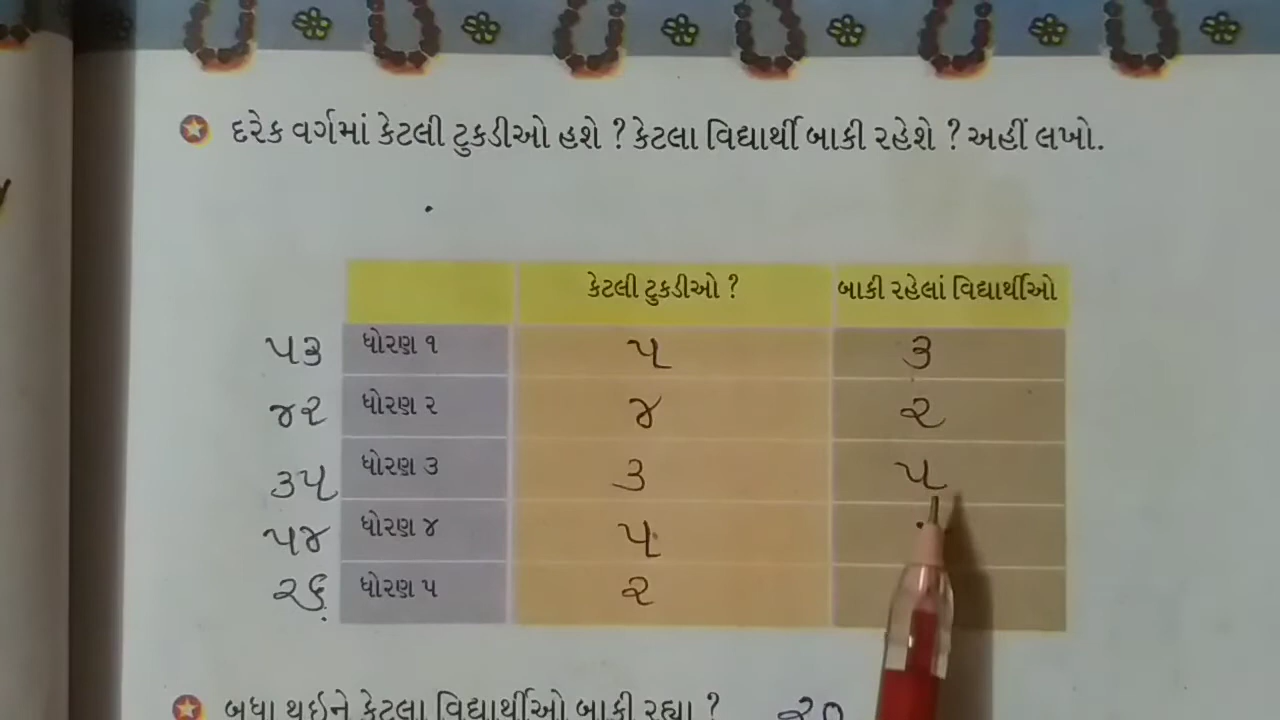 દરેક વર્ગમાં કેટલી ટુકડીઓ હશે ? કેટલા વિદ્યાર્થી બાકી રહેશે ? અહીં લખો.
કેટલી ટુકડીઓ ? બાકી રહેલાં વિદ્યાર્થીઓ
૫૩ ધોરણ ૧ ૫ ૩
૪૨ ધોરણ ૨ ૪ ૨
૩૫ ધોરણ ૩ ૩ ૫
૫૪ ધોરણ ૪ ૫
૨૬ ધોરણ ૫ ૨
બધા થઇને કેટલા વિદ્યાર્થીઓ બાકી રહ્યા ? ૨૦